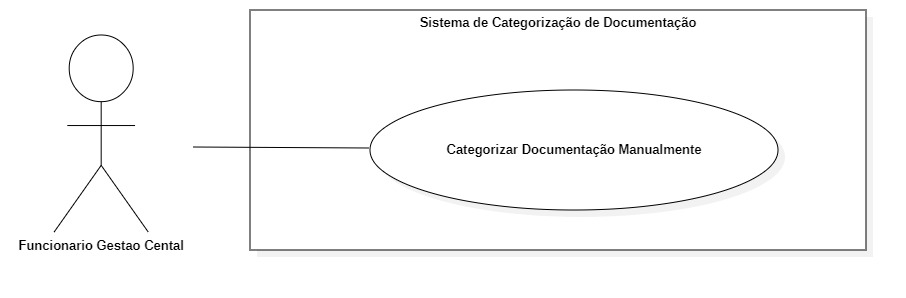 Sistema de Categorização de Documentação
Categorizar Documentação Manualmente
Funcionario Gestao Cental